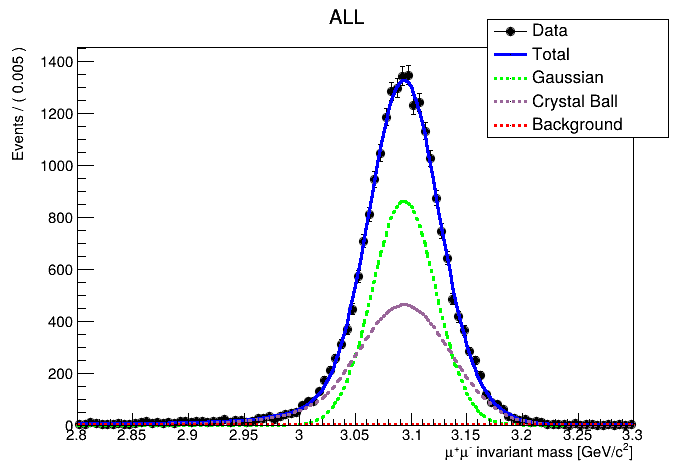 ALL
Events / ( 0.005 )
Data
Total
Gaussian
Crystal Ball
Background
1400
1200
1000
800
600
400
200
0
2.8 2.85 2.9 2.95 3 3.05 3.1 3.15 3.2 3.25 3.3
μ⁺μ⁻ invariant mass [GeV/c²]